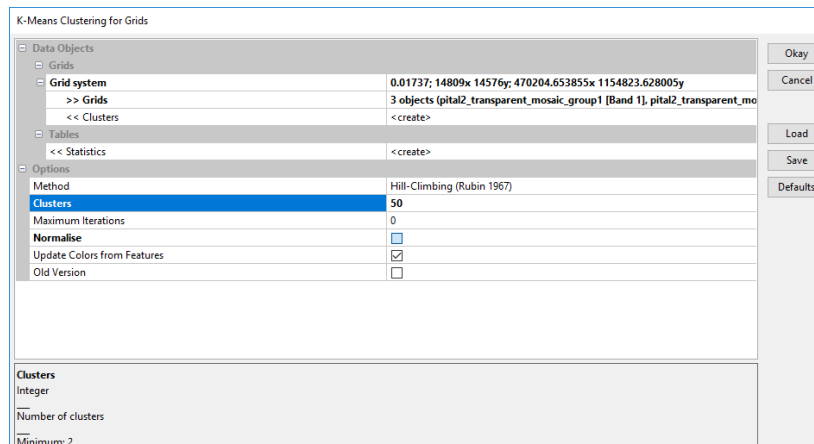 K-Means Clustering for Grids
Data Objects
Grids
Grid system 0.01737; 14809x 14576y; 470204.653855x 1154823.628005y
>> Grids 3 objects (pital2_transparent_mosaic_group1 [Band 1], pital2_transparent_mo
<< Clusters <create>
Tables
<< Statistics <create>
Options
Method Hill-Climbing (Rubin 1967)
Clusters 50
Maximum Iterations 0
Normalise
Update Colors from Features
Old Version
Okay
Cancel
Load
Save
Defaults
Clusters
Integer
Number of clusters
Minimum: 2